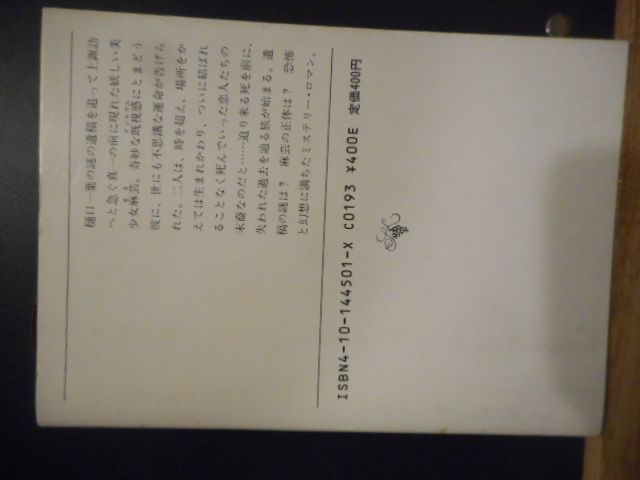 樋口一葉の謎の遺稿を追って上諏訪
へと急ぐ真一の前に現れた妖しい美
少女麻芸。奇妙な既視感にとまどう
彼に、世にも不思議な運命が告げら
れた。二人は、時を超え、場所をか
えては生まれかわり、ついに結ばれ
ることなく死んでいった恋人たちの
末裔なのだと……迫り来る死を前に、
失われた過去を辿る旅が始まる。遺
稿の謎は？　麻芸の正体は？　恐怖
と幻想に満ちたミステリー・ロマン。
ISBN4-10-144501-X C0193 ¥400E 定価400円